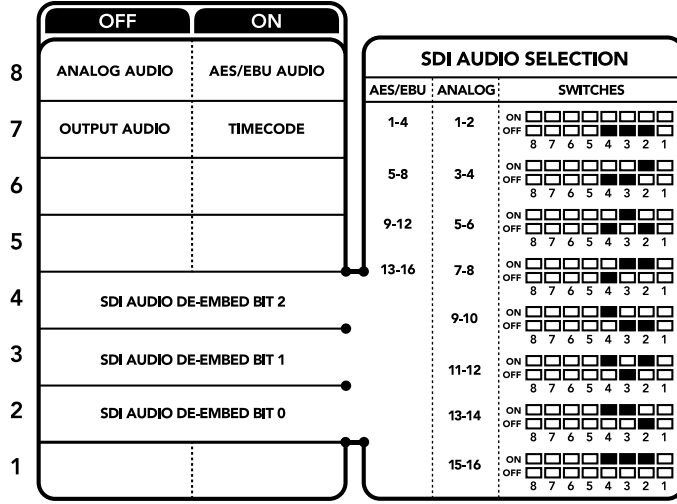 OFF ON
8 ANALOG AUDIO AES/EBU AUDIO
7 OUTPUT AUDIO TIMECODE
6
5
4 SDI AUDIO DE-EMBED BIT 2
3 SDI AUDIO DE-EMBED BIT 1
2 SDI AUDIO DE-EMBED BIT 0
1
SDI AUDIO SELECTION
AES/EBU ANALOG SWITCHES
1-4 1-2 ON
OFF
8 7 6 5 4 3 2 1
5-8 3-4 ON
OFF
8 7 6 5 4 3 2 1
9-12 5-6 ON
OFF
8 7 6 5 4 3 2 1
13-16 7-8 ON
OFF
8 7 6 5 4 3 2 1
9-10 ON
OFF
8 7 6 5 4 3 2 1
11-12 ON
OFF
8 7 6 5 4 3 2 1
13-14 ON
OFF
8 7 6 5 4 3 2 1
15-16 ON
OFF
8 7 6 5 4 3 2 1